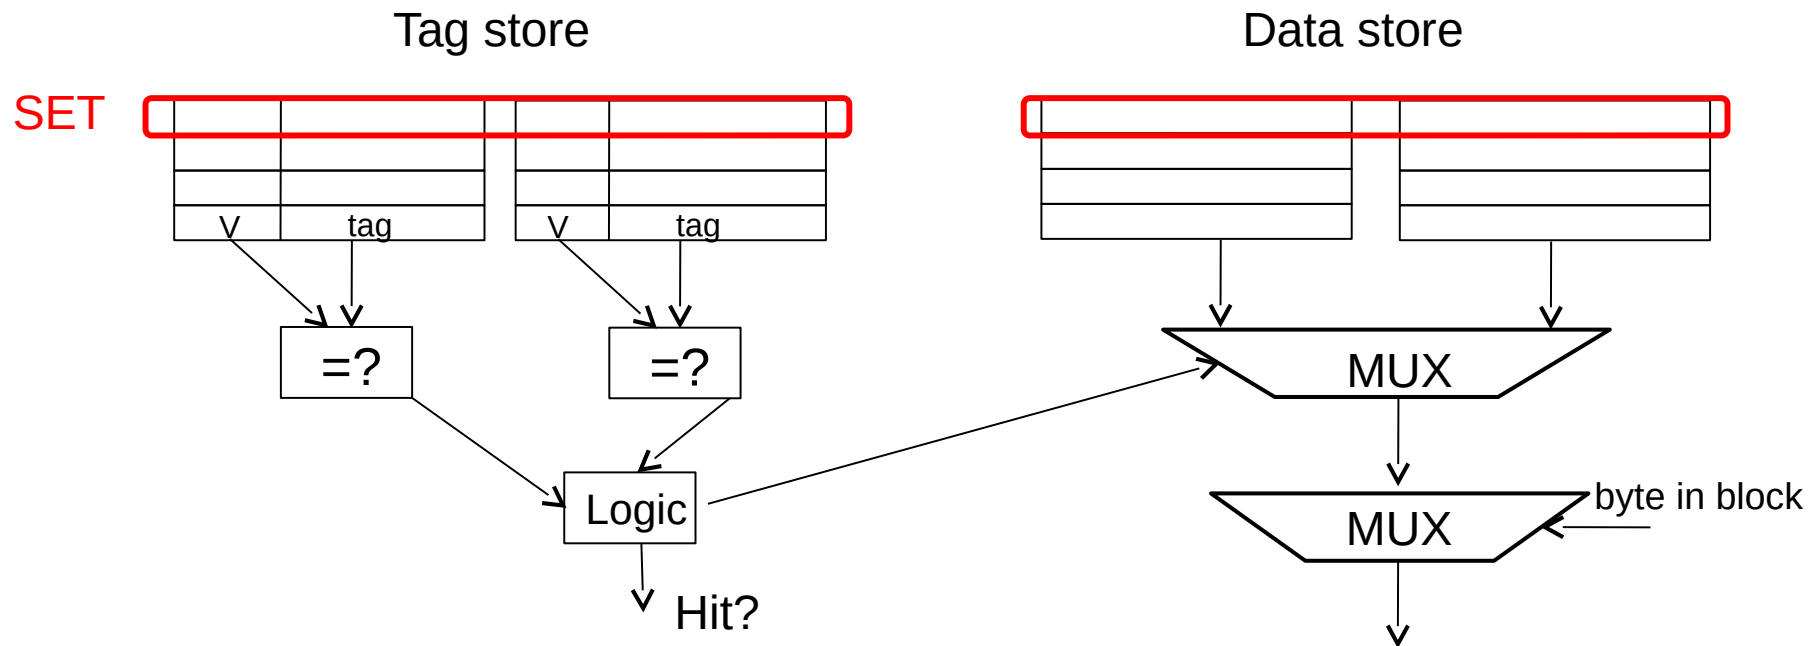 Tag store
Data store
SET
V
tag
V
tag
=?
=?
MUX
Logic
byte in block
MUX
Hit?